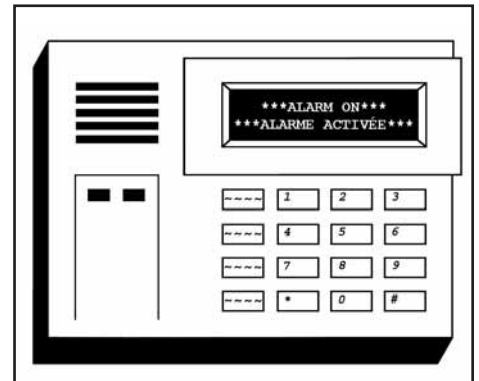 ***ALARM ON***
***ALARME ACTIVÉE***
~~~~ 1 2 3
~~~~ 4 5 6
~~~~ 7 8 9
~~~~ * 0 #